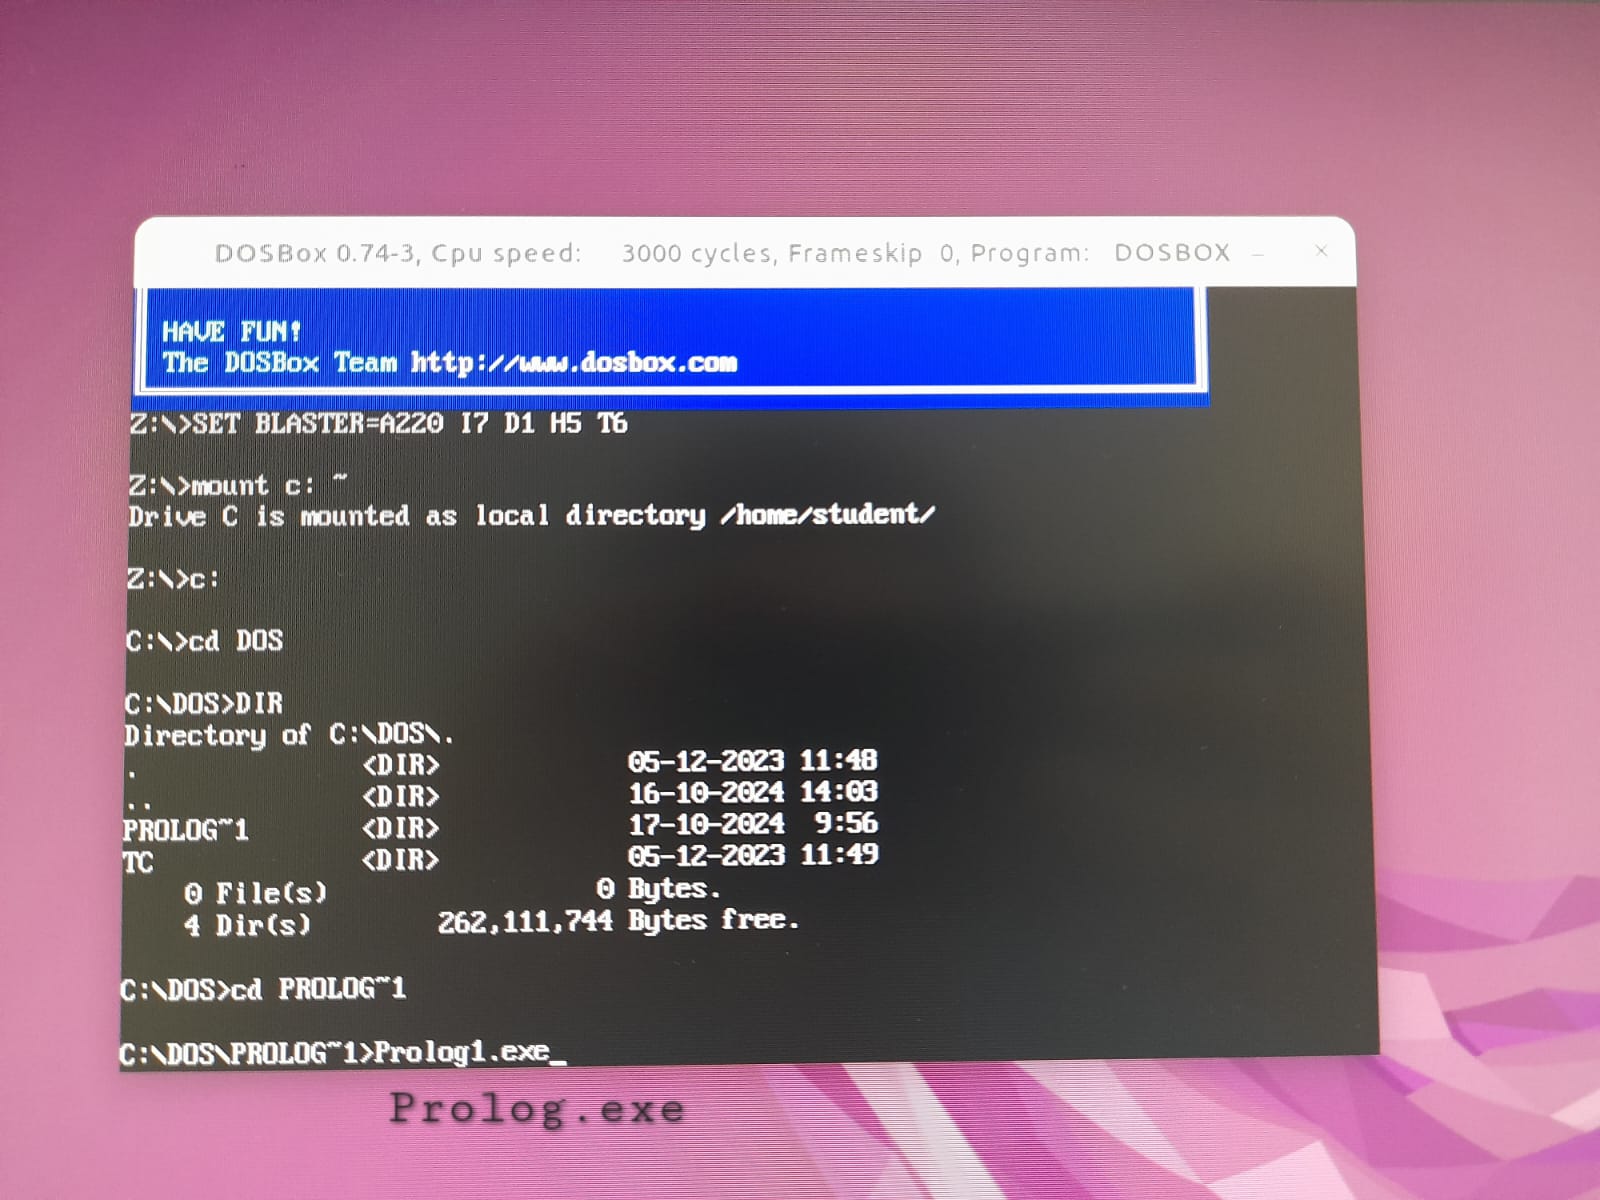 DOSBox 0.74-3, Cpu speed: 3000 cycles, Frameskip 0, Program: DOSBOX
HAVE FUN!
The DOSBox Team http://www.dosbox.com
Z:\>SET BLASTER=A220 I7 D1 H5 T6
Z:\>mount c: ~
Drive C is mounted as local directory /home/student/
Z:\>c:
C:\>cd DOS
C:\DOS>DIR
Directory of C:\DOS\.
. <DIR> 05-12-2023 11:48
.. <DIR> 16-10-2024 14:03
PROLOG~1 <DIR> 17-10-2024 9:56
TC <DIR> 05-12-2023 11:49
0 File(s) 0 Bytes.
4 Dir(s) 262,111,744 Bytes free.
C:\DOS>cd PROLOG~1
C:\DOS\PROLOG~1>Prolog1.exe_
Prolog.exe